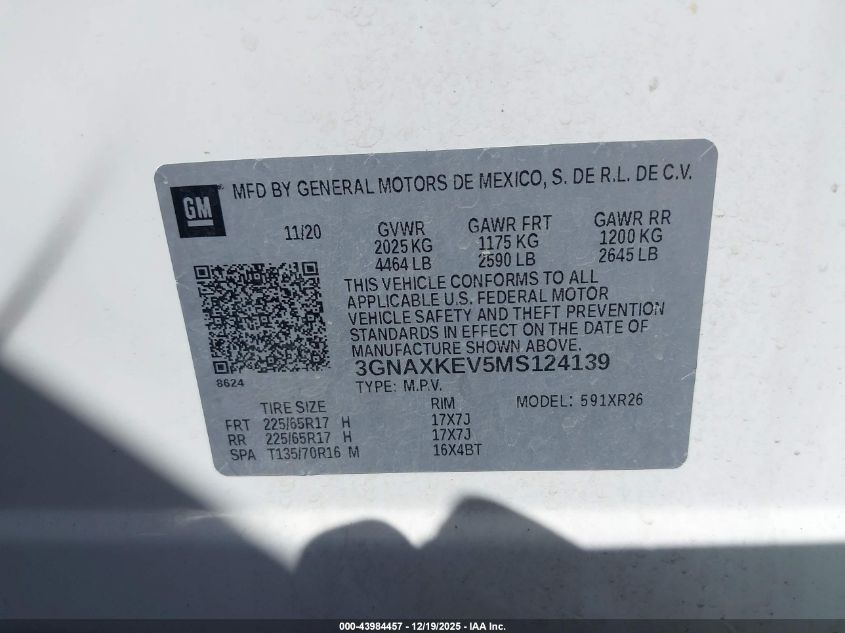 GM
MFD BY GENERAL MOTORS DE MEXICO, S. DE R.L. DE C.V.
11/20 GVWR GAWR FRT GAWR RR
2025 KG 1175 KG 1200 KG
4464 LB 2590 LB 2645 LB
THIS VEHICLE CONFORMS TO ALL
APPLICABLE U.S. FEDERAL MOTOR
VEHICLE SAFETY AND THEFT PREVENTION
STANDARDS IN EFFECT ON THE DATE OF
MANUFACTURE SHOWN ABOVE.
8624
3GNAXKEV5MS124139
TYPE: M.P.V.
TIRE SIZE RIM MODEL: 591XR26
FRT 225/65R17 H 17X7J
RR 225/65R17 H 17X7J
SPA T135/70R16 M 16X4BT
000-43984457 - 12/19/2025 - IAA Inc.